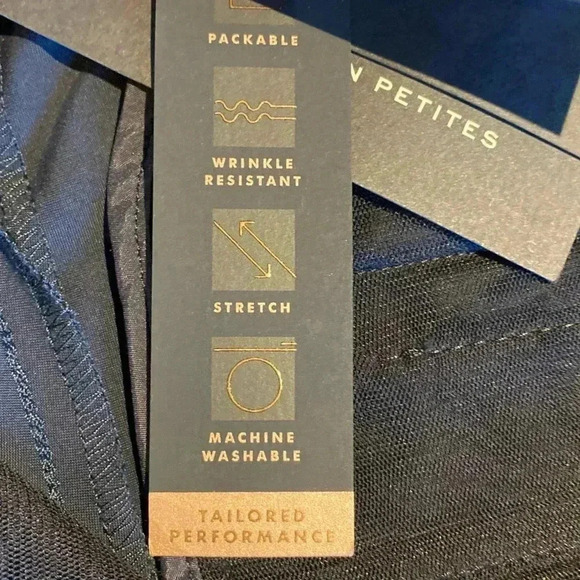 PACKABLE
WRINKLE
RESISTANT
STRETCH
MACHINE
WASHABLE
TAILORED
PERFORMANCE
N PETITES